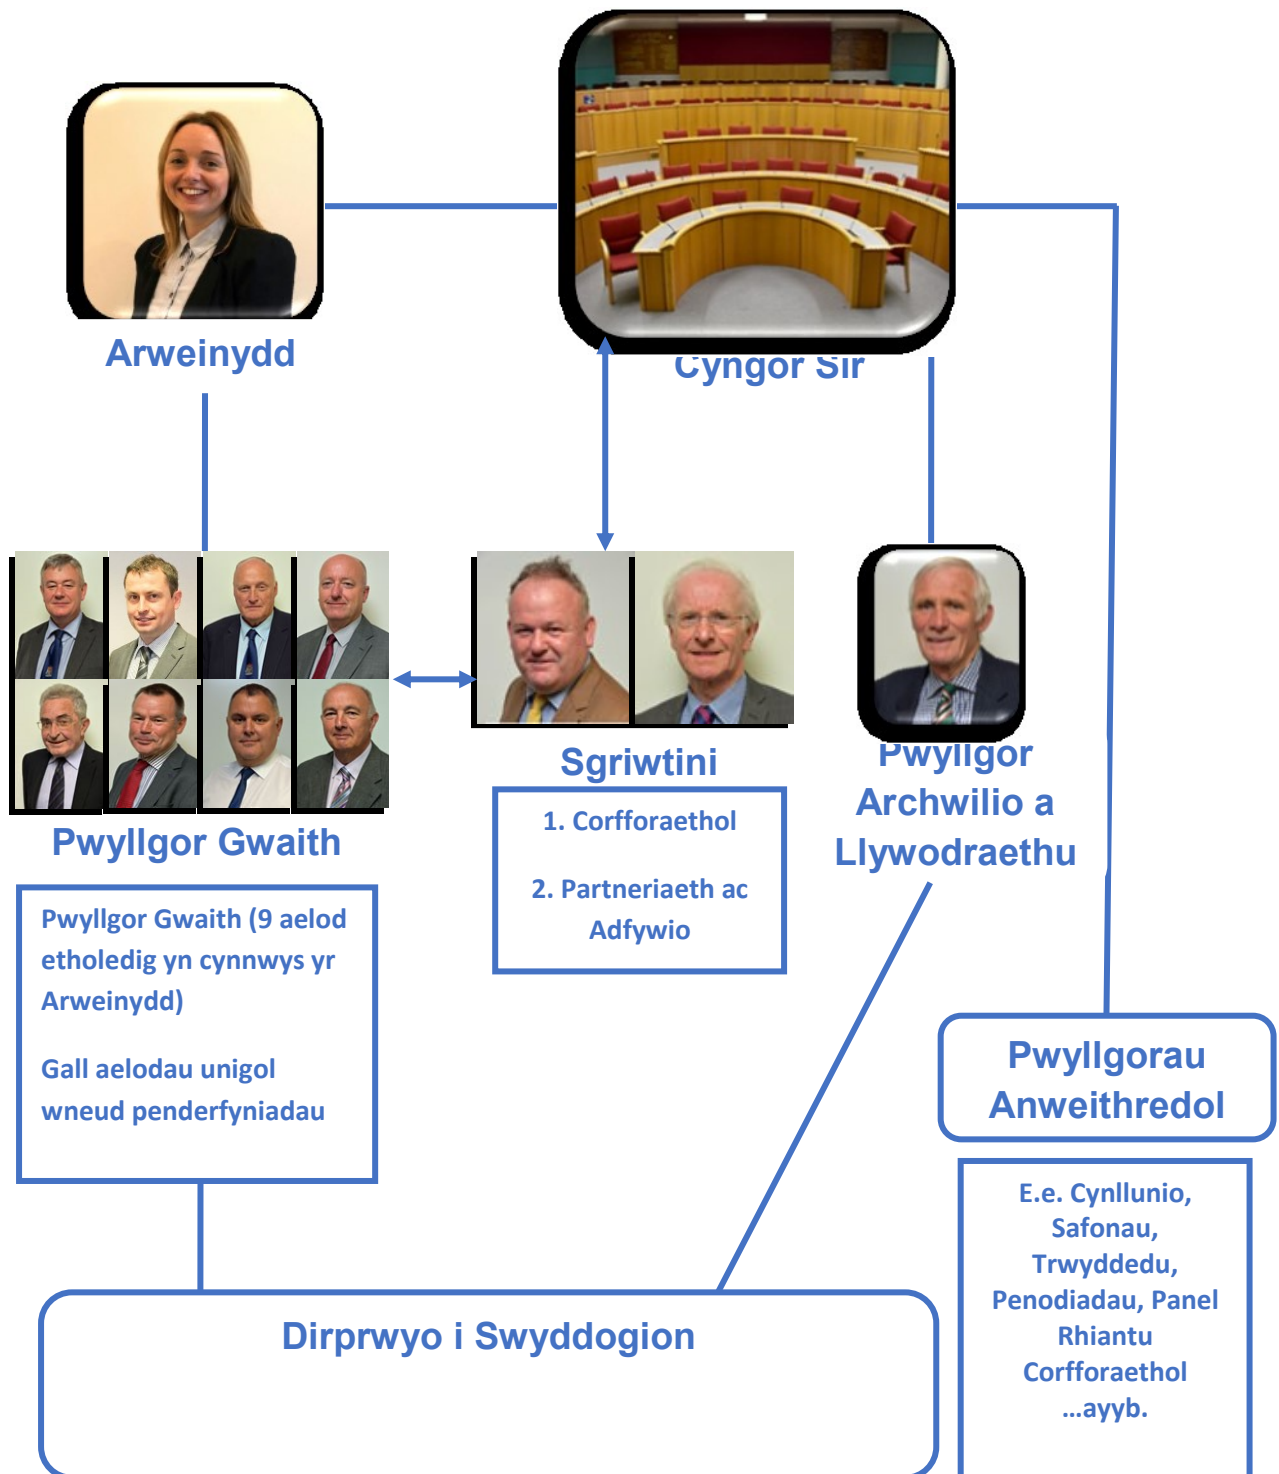 Arweinydd
Cyngor Sir
Pwyllgor Gwaith
Pwyllgor Gwaith (9 aelod
etholedig yn cynnwys yr
Arweinydd)
Gall aelodau unigol
wneud penderfyniadau
Sgriwtini
1. Corfforaethol
2. Partneriaeth ac
Adfywio
Pwyllgor
Archwilio a
Llywodraethu
Pwyllgorau
Anweithredol
E.e. Cynllunio,
Safonau,
Trwyddedu,
Penodiadau, Panel
Rhiantu
Corfforaethol
...ayyb.
Dirprwyo i Swyddogion